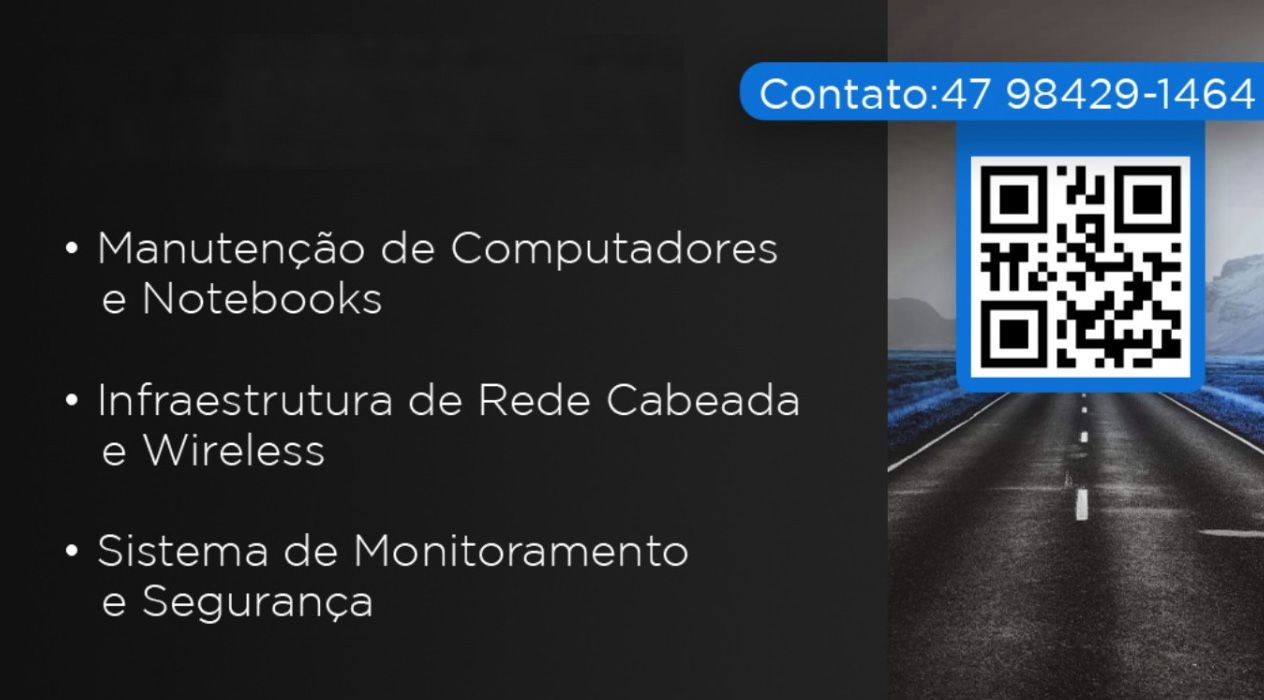 Contato:47 98429-1464
• Manutenção de Computadores
e Notebooks
• Infraestrutura de Rede Cabeada
e Wireless
• Sistema de Monitoramento
e Segurança